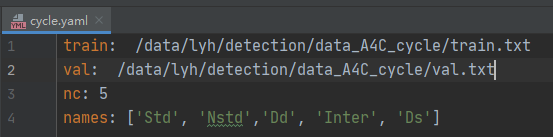 cycle.yaml
1 train:  /data/lyh/detection/data_A4C_cycle/train.txt
2 val:  /data/lyh/detection/data_A4C_cycle/val.txt
3 nc: 5
4 names: ['Std', 'Nstd','Dd', 'Inter', 'Ds']